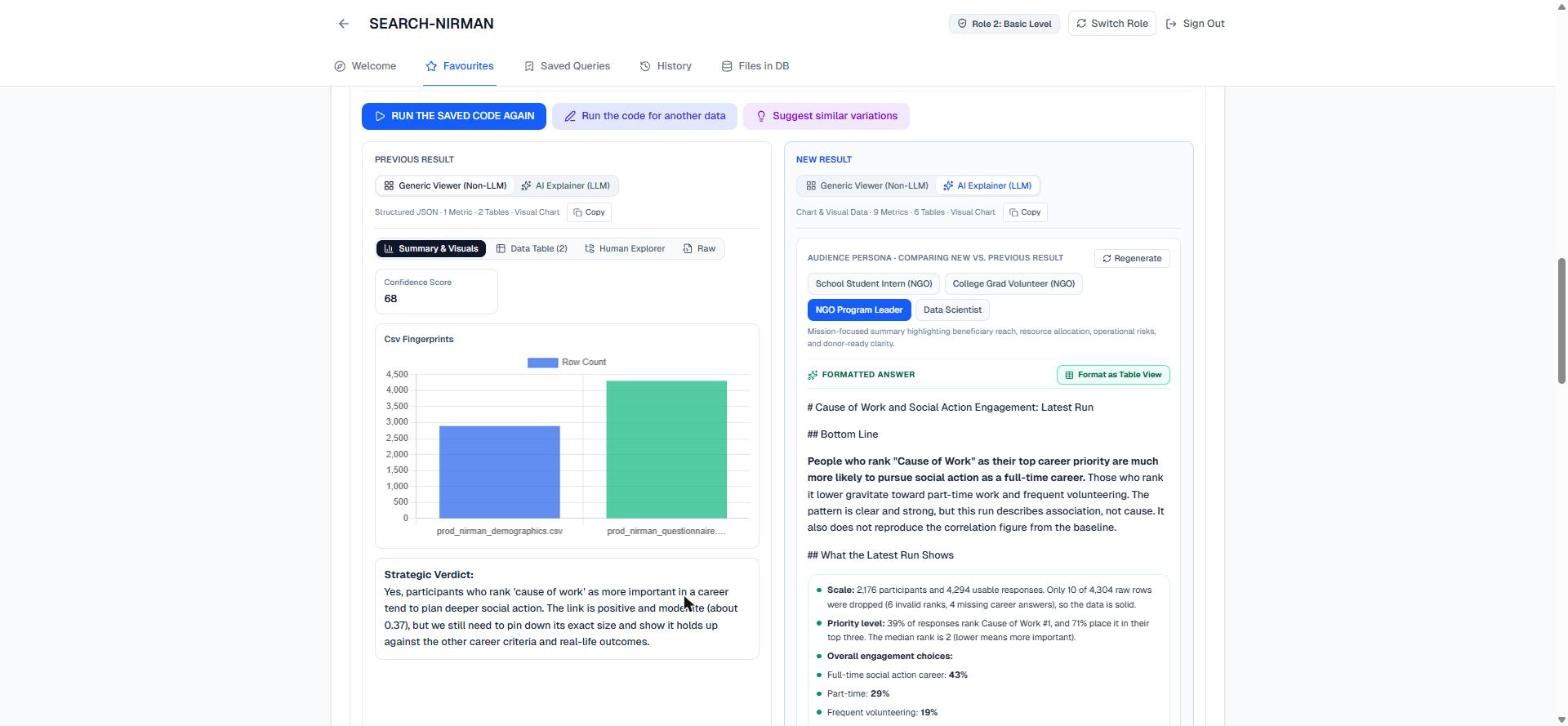 SEARCH-NIRMAN
Role 2: Basic Level
Switch Role
Sign Out
Welcome
Favourites
Saved Queries
History
Files in DB
RUN THE SAVED CODE AGAIN
Run the code for another data
Suggest similar variations
PREVIOUS RESULT
Generic Viewer (Non-LLM)
AI Explainer (LLM)
Structured JSON · 1 Metric · 2 Tables · Visual Chart
Copy
Summary & Visuals
Data Table (2)
Human Explorer
Raw
Confidence Score
68
Csv Fingerprints
Row Count
4,500
4,000
3,500
3,000
2,500
2,000
1,500
1,000
500
0
prod_nirman_demographics.csv
prod_nirman_questionnaire....
Strategic Verdict:
Yes, participants who rank 'cause of work' as more important in a career
tend to plan deeper social action. The link is positive and moderate (about
0.37), but we still need to pin down its exact size and show it holds up
against the other career criteria and real-life outcomes.
NEW RESULT
Generic Viewer (Non-LLM)
AI Explainer (LLM)
Chart & Visual Data · 9 Metrics · 6 Tables · Visual Chart
Copy
AUDIENCE PERSONA - COMPARING NEW VS. PREVIOUS RESULT
Regenerate
School Student Intern (NGO)
College Grad Volunteer (NGO)
NGO Program Leader
Data Scientist
Mission-focused summary highlighting beneficiary reach, resource allocation, operational risks,
and donor-ready clarity.
FORMATTED ANSWER
Format as Table View
# Cause of Work and Social Action Engagement: Latest Run
## Bottom Line
People who rank "Cause of Work" as their top career priority are much
more likely to pursue social action as a full-time career. Those who rank
it lower gravitate toward part-time work and frequent volunteering. The
pattern is clear and strong, but this run describes association, not cause. It
also does not reproduce the correlation figure from the baseline.
## What the Latest Run Shows
Scale: 2,176 participants and 4,294 usable responses. Only 10 of 4,304 raw rows
were dropped (6 invalid ranks, 4 missing career answers), so the data is solid.
Priority level: 39% of responses rank Cause of Work #1, and 71% place it in their
top three. The median rank is 2 (lower means more important).
Overall engagement choices:
Full-time social action career: 43%
Part-time: 29%
Frequent volunteering: 19%